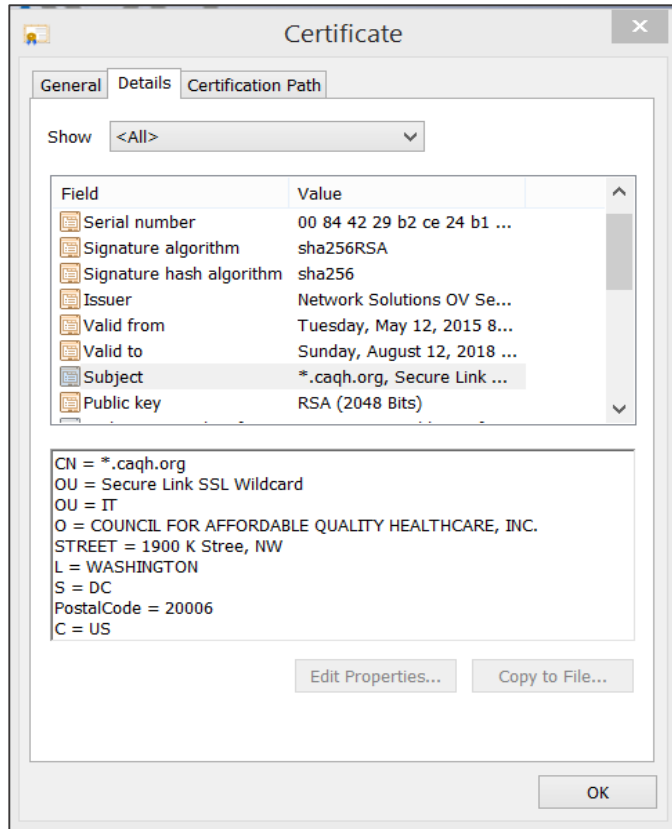 Certificate
General Details Certification Path
Show <All>
Field Value
Serial number 00 84 42 29 b2 ce 24 b1 ...
Signature algorithm sha256RSA
Signature hash algorithm sha256
Issuer Network Solutions OV Se...
Valid from Tuesday, May 12, 2015 8...
Valid to Sunday, August 12, 2018 ...
Subject *.caqh.org, Secure Link ...
Public key RSA (2048 Bits)
CN = *.caqh.org
OU = Secure Link SSL Wildcard
OU = IT
O = COUNCIL FOR AFFORDABLE QUALITY HEALTHCARE, INC.
STREET = 1900 K Stree, NW
L = WASHINGTON
S = DC
PostalCode = 20006
C = US
Edit Properties... Copy to File...
OK